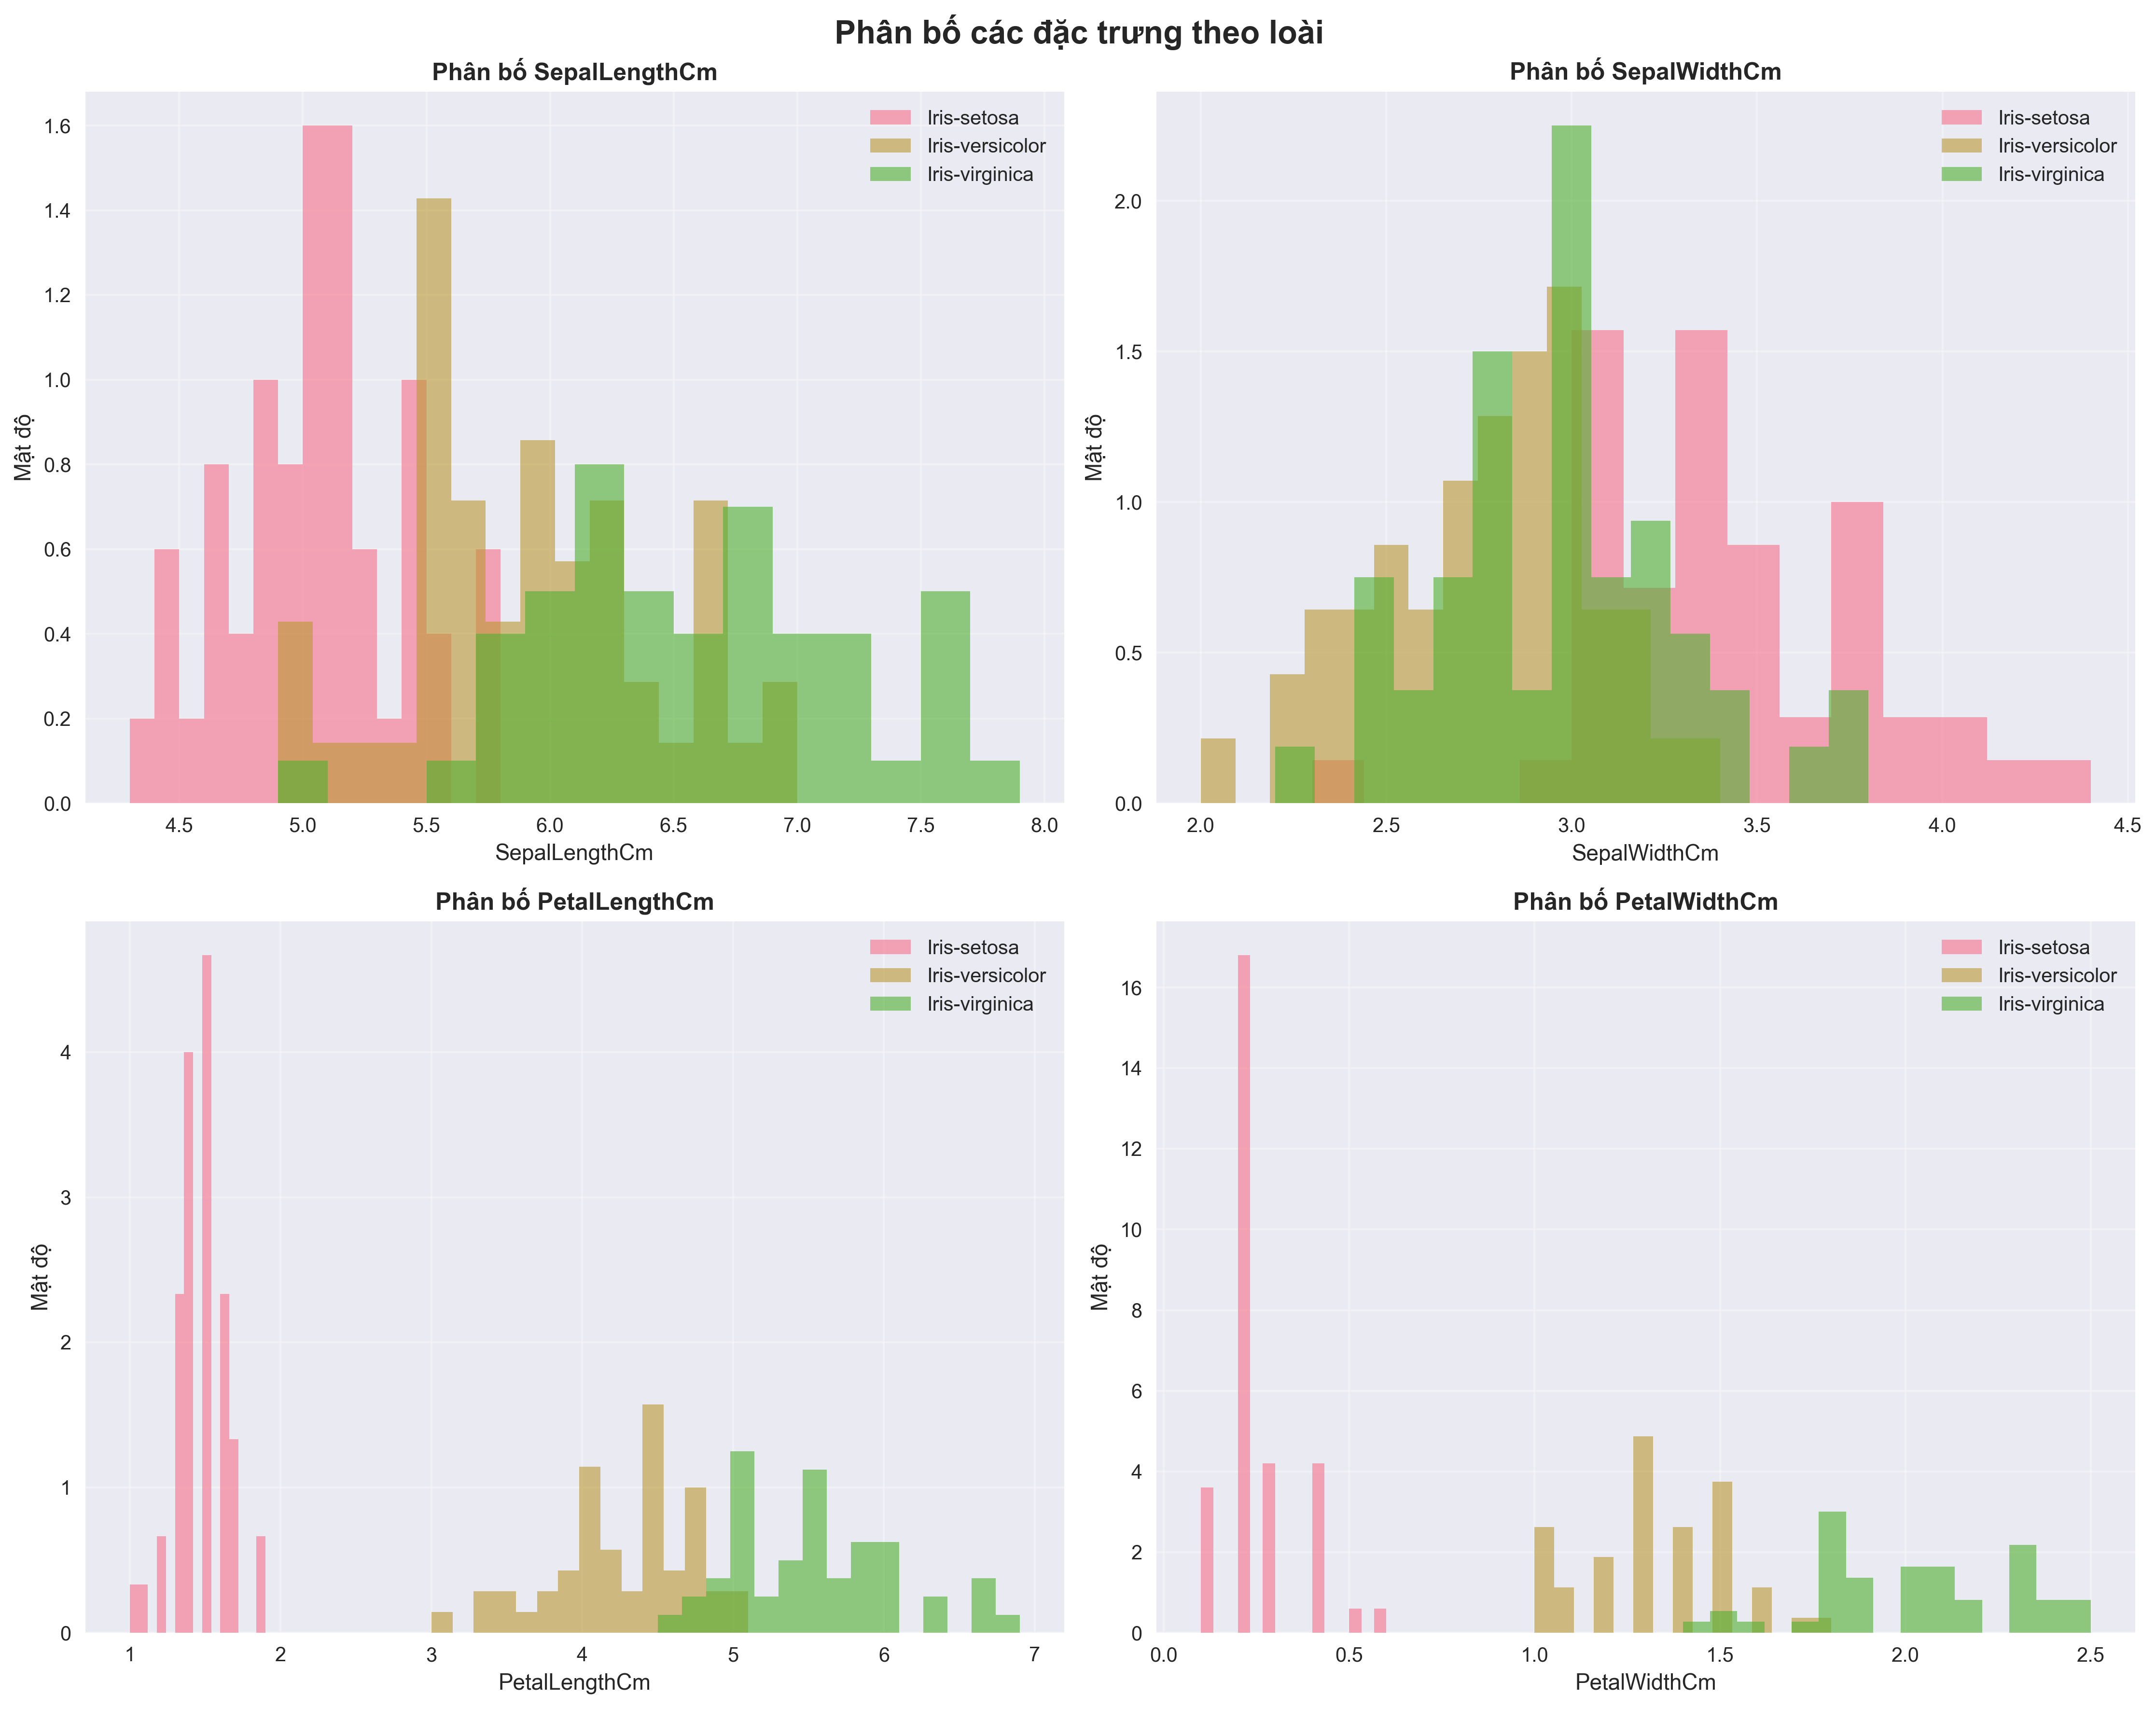 Phân bố các đặc trưng theo loài
Phân bố SepalLengthCm
Mật độ
1.6
1.4
1.2
1.0
0.8
0.6
0.4
0.2
0.0
Iris-setosa
Iris-versicolor
Iris-virginica
4.5 5.0 5.5 6.0 6.5 7.0 7.5 8.0
SepalLengthCm
Phân bố SepalWidthCm
Mật độ
2.0
1.5
1.0
0.5
0.0
Iris-setosa
Iris-versicolor
Iris-virginica
2.0 2.5 3.0 3.5 4.0 4.5
SepalWidthCm
Phân bố PetalLengthCm
Mật độ
4
3
2
1
0
Iris-setosa
Iris-versicolor
Iris-virginica
1 2 3 4 5 6 7
PetalLengthCm
Phân bố PetalWidthCm
Mật độ
16
14
12
10
8
6
4
2
0
Iris-setosa
Iris-versicolor
Iris-virginica
0.0 0.5 1.0 1.5 2.0 2.5
PetalWidthCm